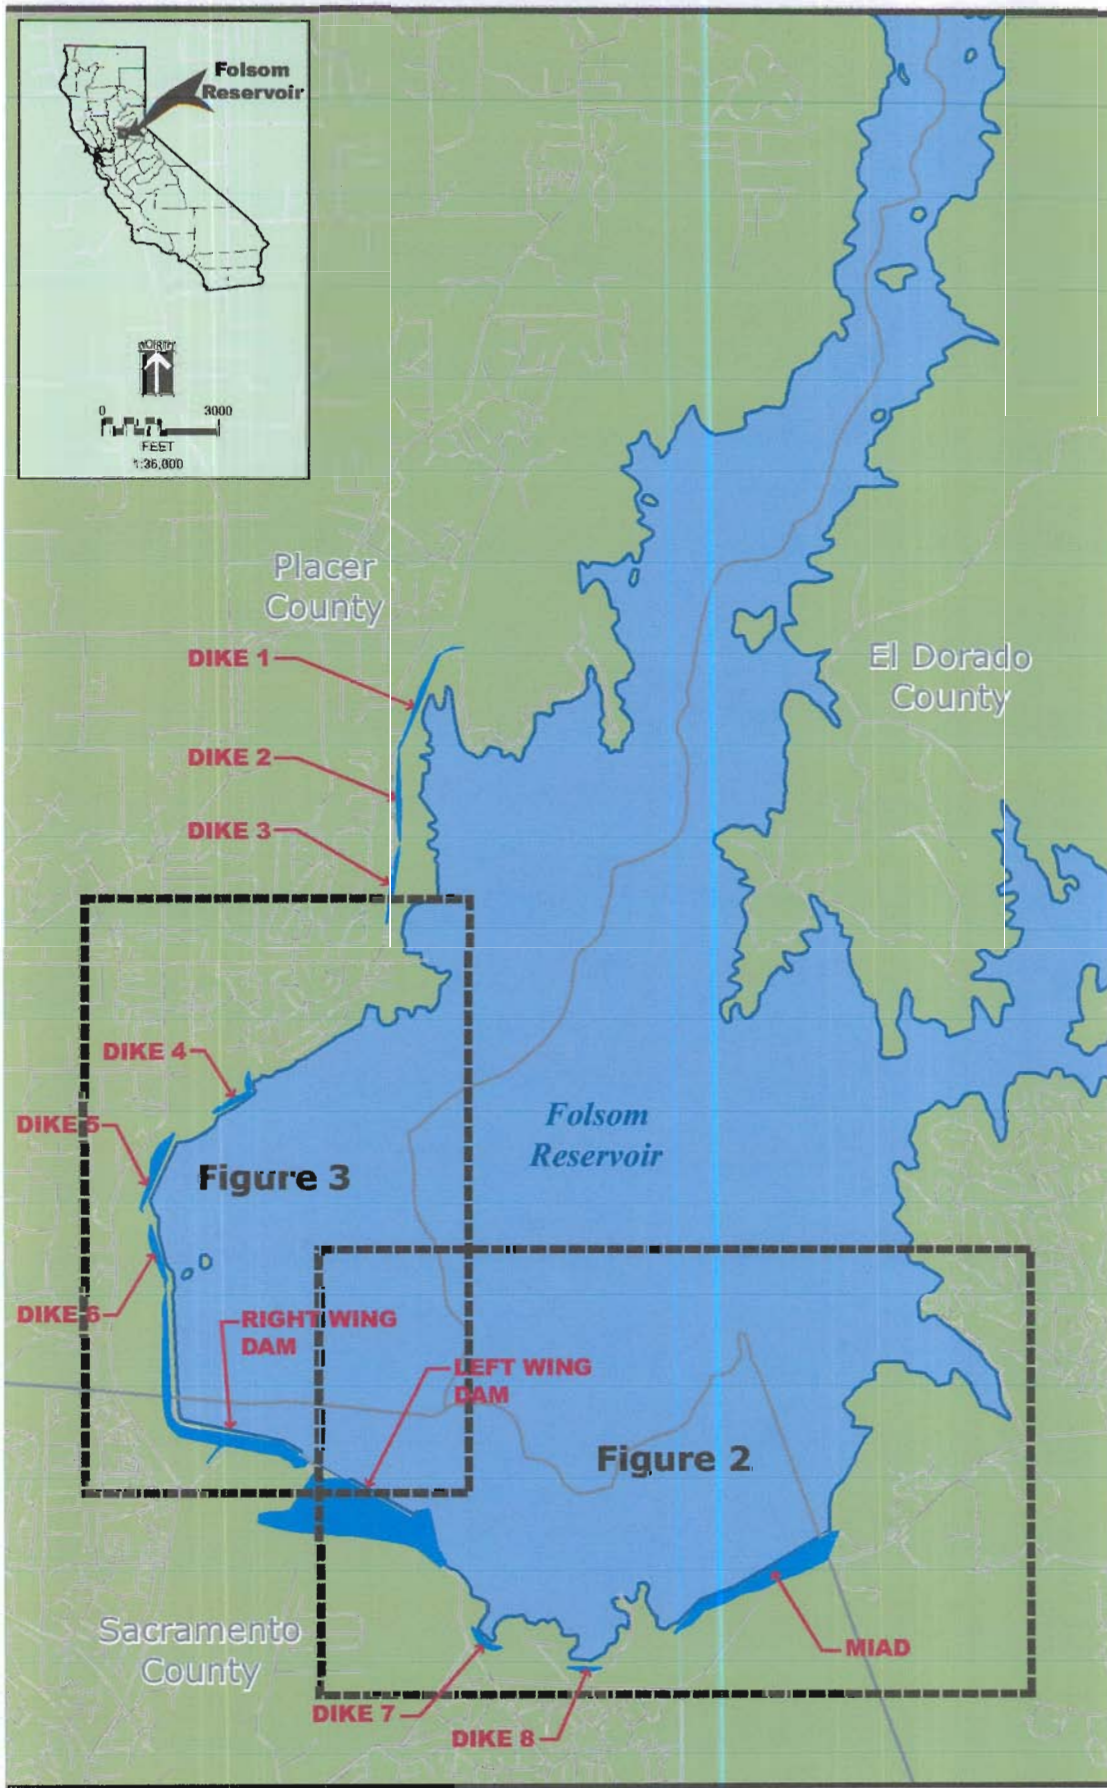 Folsom
Reservoir
NORTH
0 3000
FEET
1:36,000
Placer
County
DIKE 1
El Dorado
County
DIKE 2
DIKE 3
DIKE 4
Folsom
Reservoir
DIKE 5
Figure 3
DIKE 6
RIGHT WING
DAM
LEFT WING
DAM
Figure 2
Sacramento
County
MIAD
DIKE 7
DIKE 8